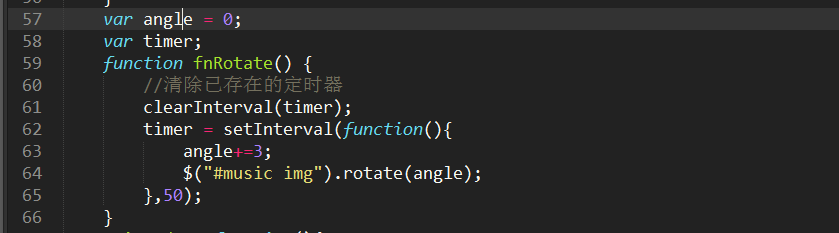 57 var angle = 0;
58 var timer;
59 function fnRotate() {
60 //清除已存在的定时器
61 clearInterval(timer);
62 timer = setInterval(function(){
63 angle+=3;
64 $("#music img").rotate(angle);
65 },50);
66 }